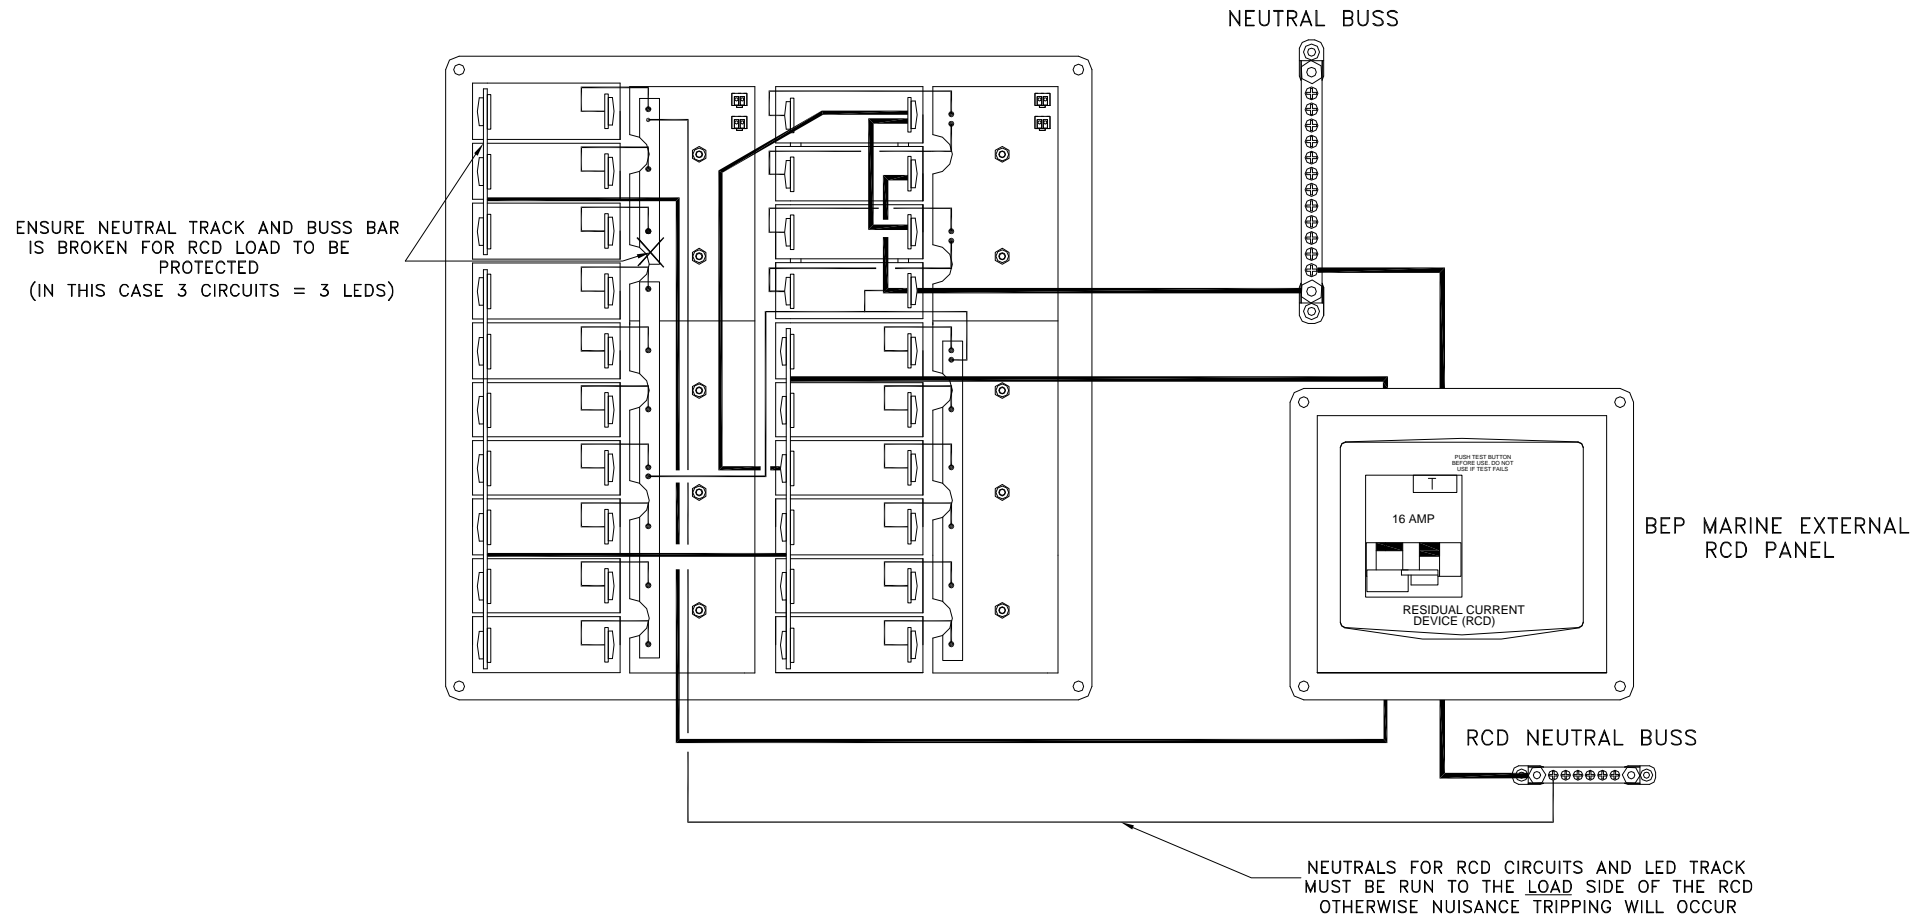 NEUTRAL BUSS
ENSURE NEUTRAL TRACK AND BUSS BAR
IS BROKEN FOR RCD LOAD TO BE
PROTECTED
(IN THIS CASE 3 CIRCUITS = 3 LEDS)
PUSH TEST BUTTON
BEFORE USE. DO NOT
USE IF TEST FAILS
T
16 AMP
RESIDUAL CURRENT
DEVICE (RCD)
BEP MARINE EXTERNAL
RCD PANEL
RCD NEUTRAL BUSS
NEUTRALS FOR RCD CIRCUITS AND LED TRACK
MUST BE RUN TO THE LOAD SIDE OF THE RCD
OTHERWISE NUISANCE TRIPPING WILL OCCUR